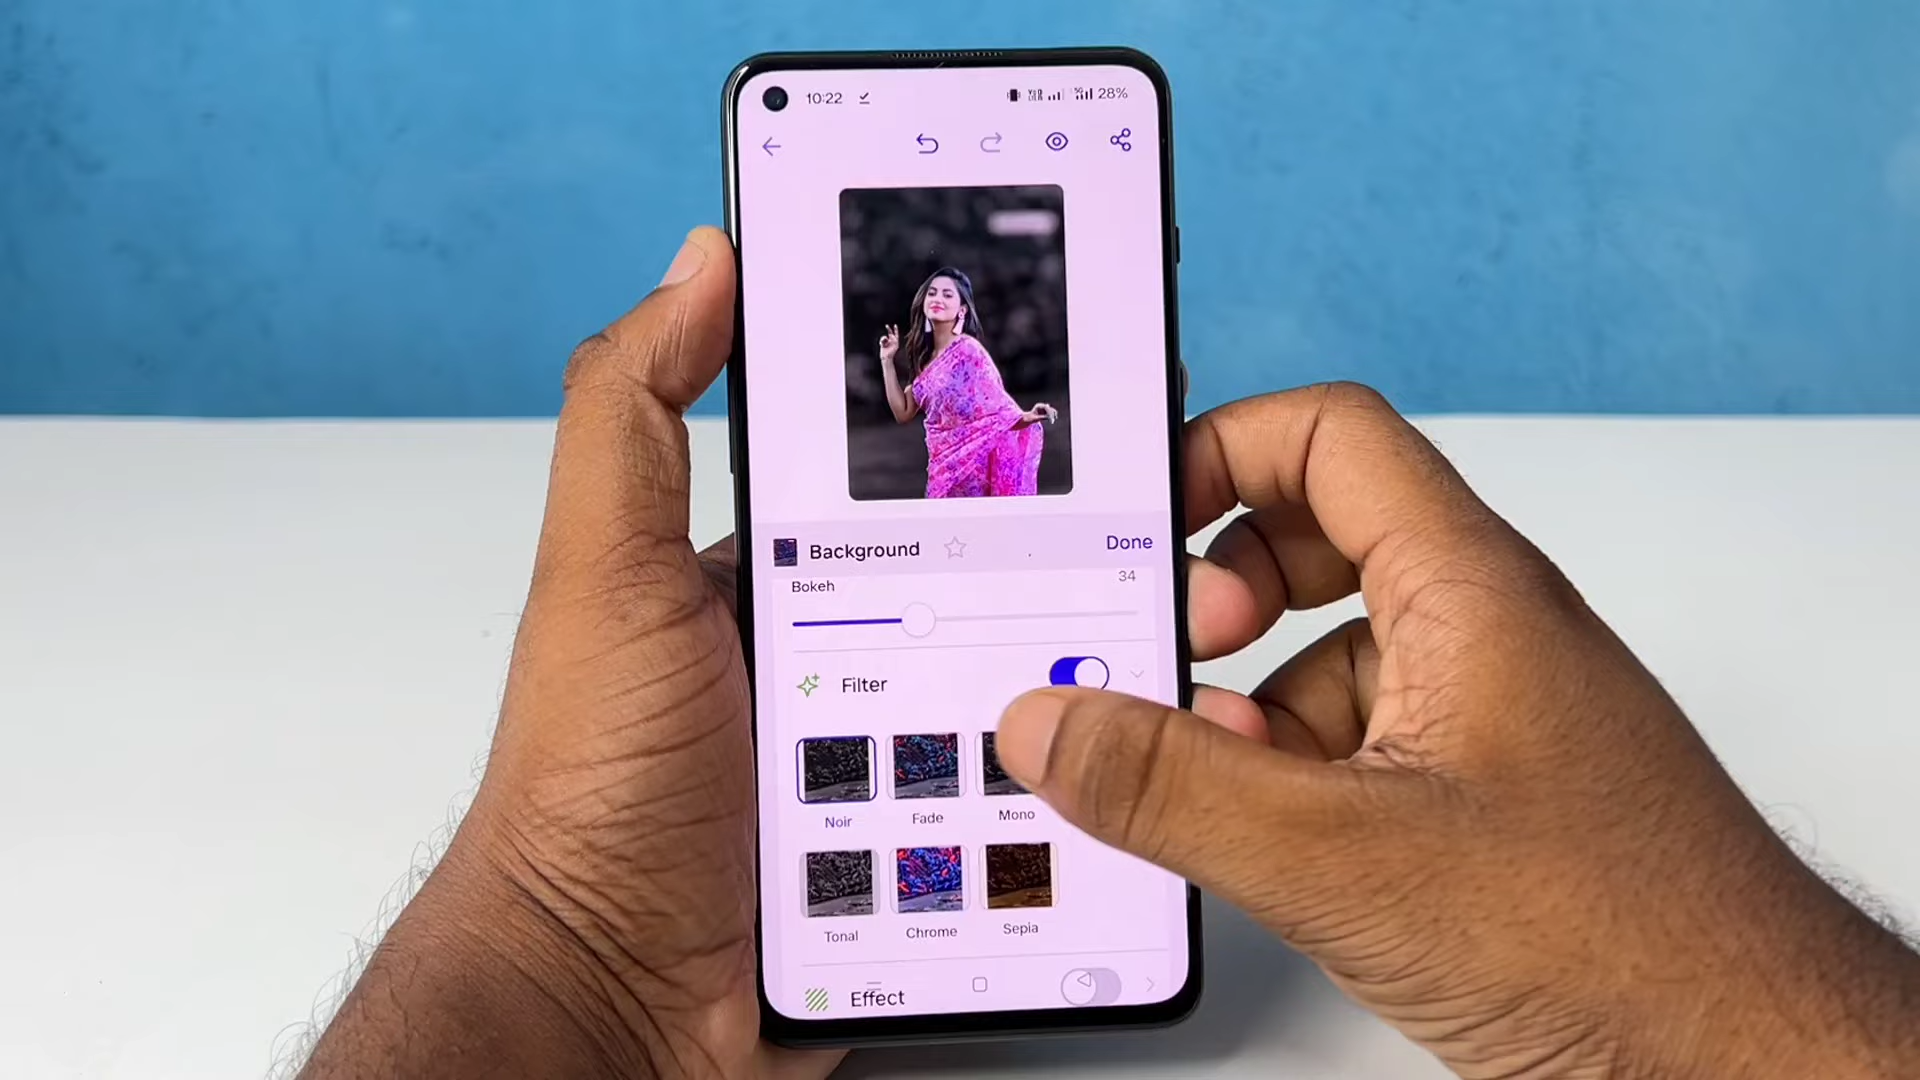 10:22 28%
Background Done
Bokeh 34
Filter
Noir Fade Mono
Tonal Chrome Sepia
Effect